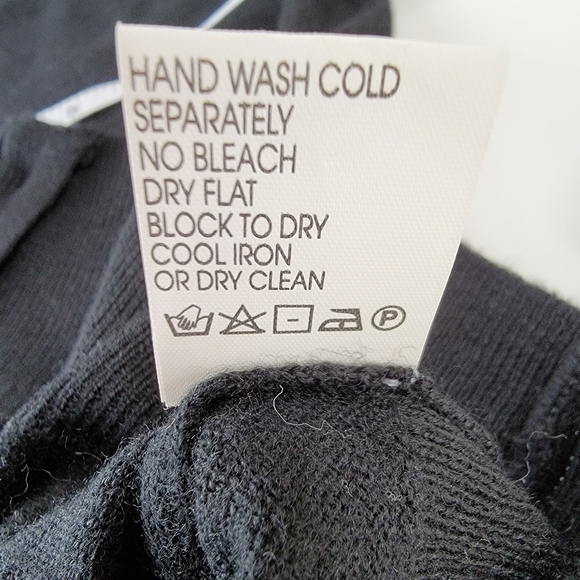 HAND WASH COLD
SEPARATELY
NO BLEACH
DRY FLAT
BLOCK TO DRY
COOL IRON
OR DRY CLEAN
P